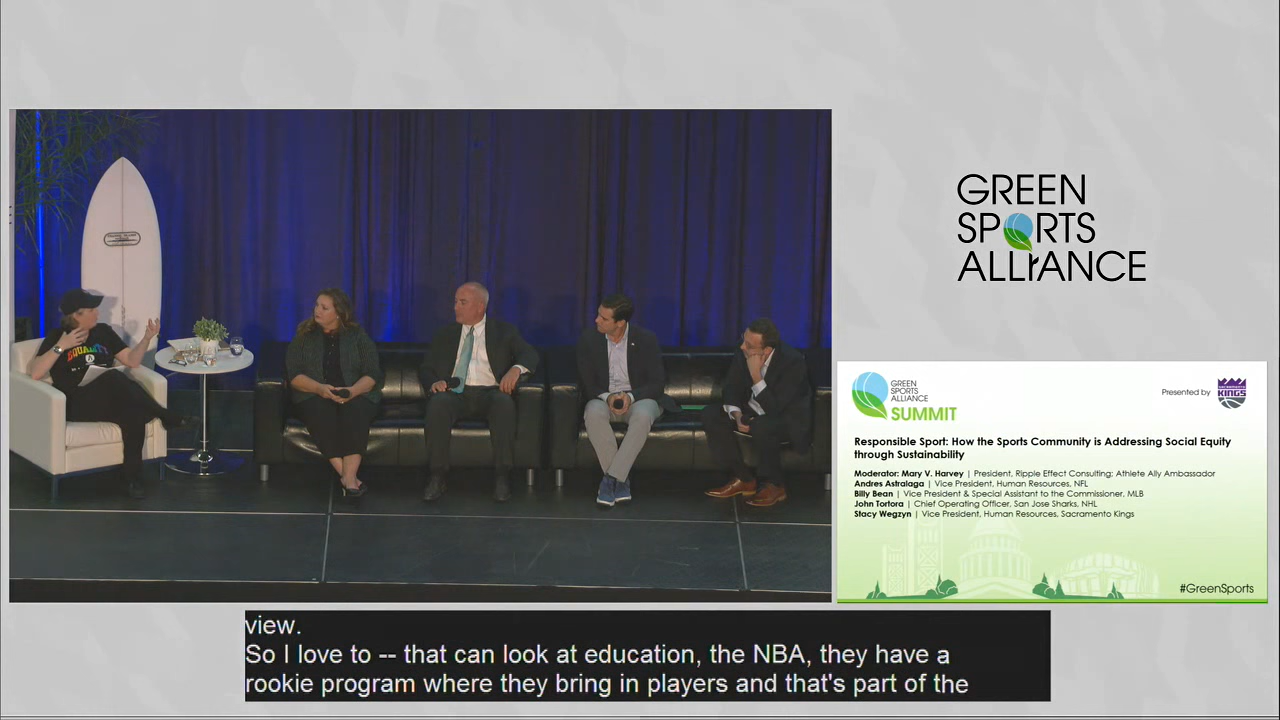 GREEN
SPORTS
ALLIANCE
EQUALITY
GREEN
SPORTS
ALLIANCE
SUMMIT
Presented by
SACRAMENTO
KINGS
Responsible Sport: How the Sports Community is Addressing Social Equity
through Sustainability
Moderator: Mary V. Harvey | President, Ripple Effect Consulting; Athlete Ally Ambassador
Andres Astralaga | Vice President, Human Resources, NFL
Billy Bean | Vice President & Special Assistant to the Commissioner, MLB
John Tortora | Chief Operating Officer, San Jose Sharks, NHL
Stacy Wegzyn | Vice President, Human Resources, Sacramento Kings
#GreenSports
view.
So I love to -- that can look at education, the NBA, they have a
rookie program where they bring in players and that's part of the